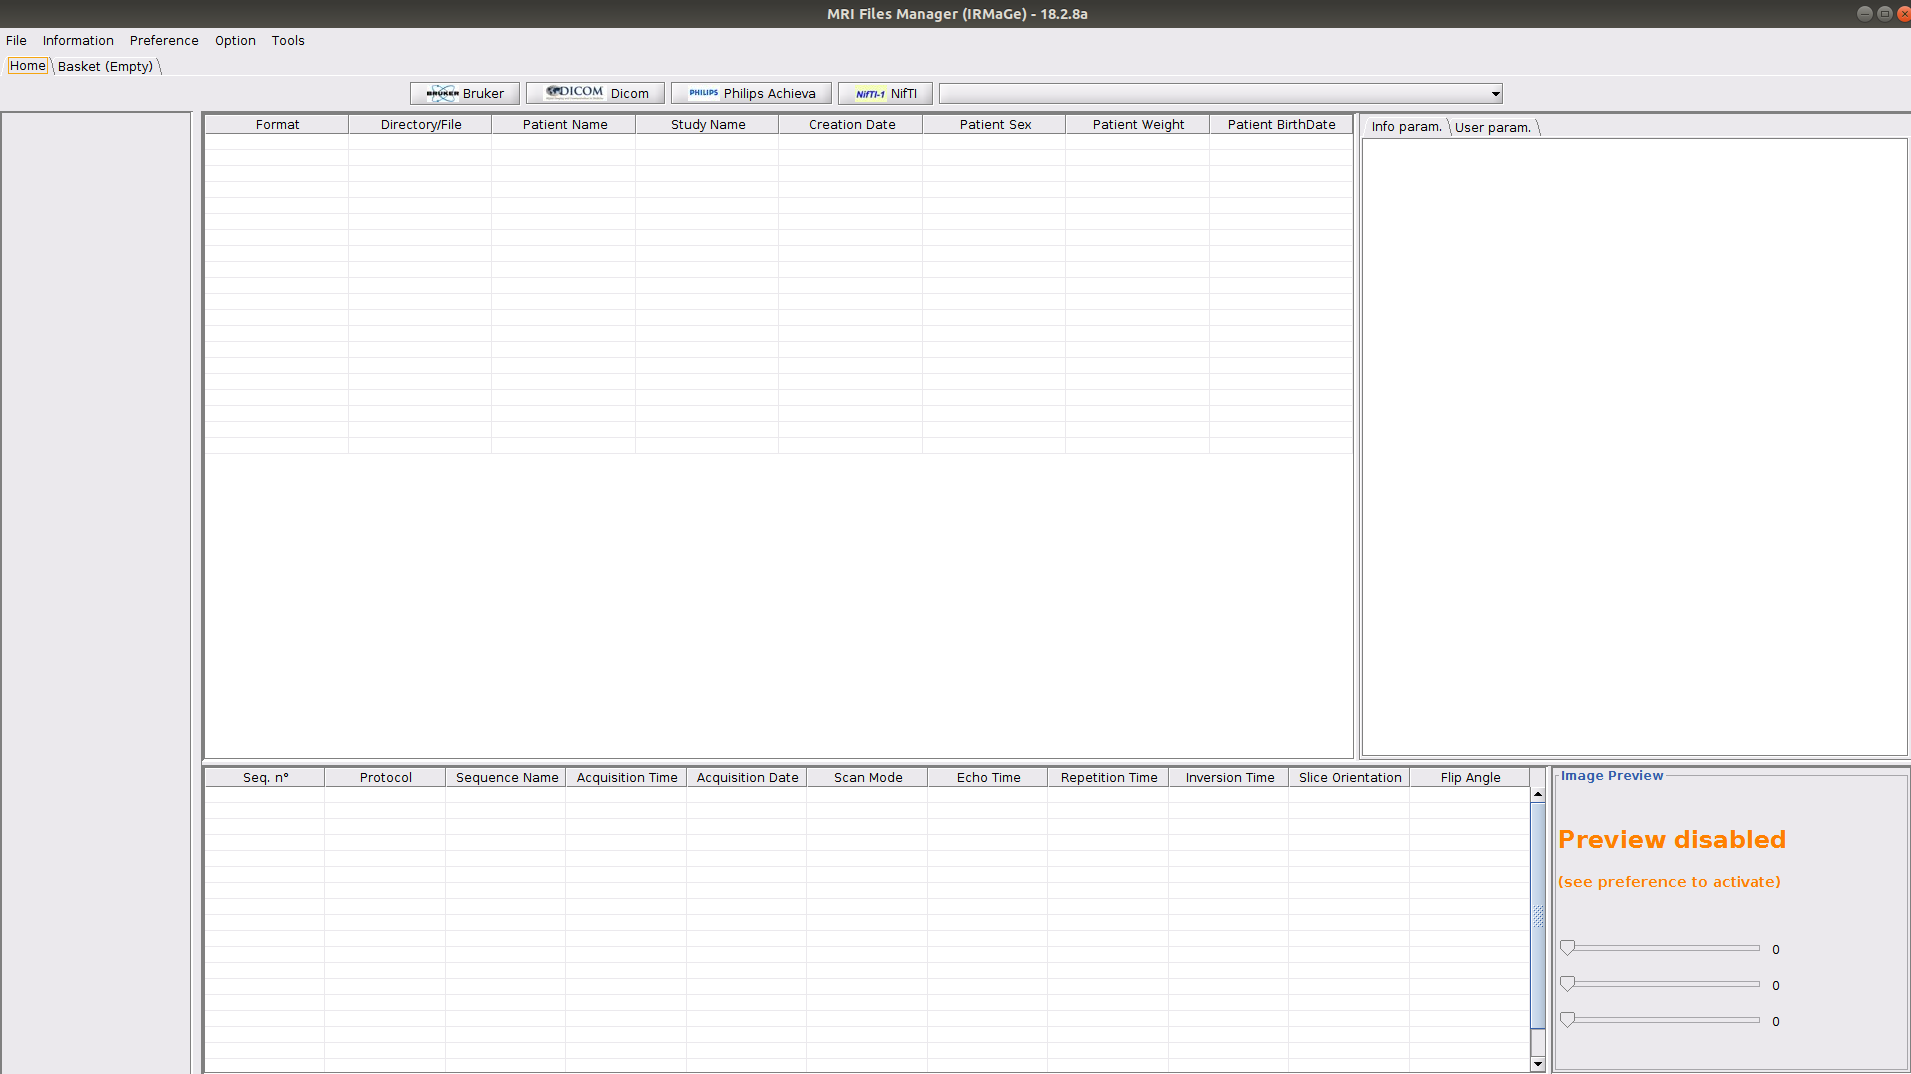 MRI Files Manager (IRMaGe) - 18.2.8a
File Information Preference Option Tools
Home Basket (Empty)
BRUKER Bruker DICOM Dicom PHILIPS Philips Achieva NifTI-1 NifTI
Format Directory/File Patient Name Study Name Creation Date Patient Sex Patient Weight Patient BirthDate
Info param. User param.
Seq. n° Protocol Sequence Name Acquisition Time Acquisition Date Scan Mode Echo Time Repetition Time Inversion Time Slice Orientation Flip Angle
Image Preview
Preview disabled
(see preference to activate)
0
0
0